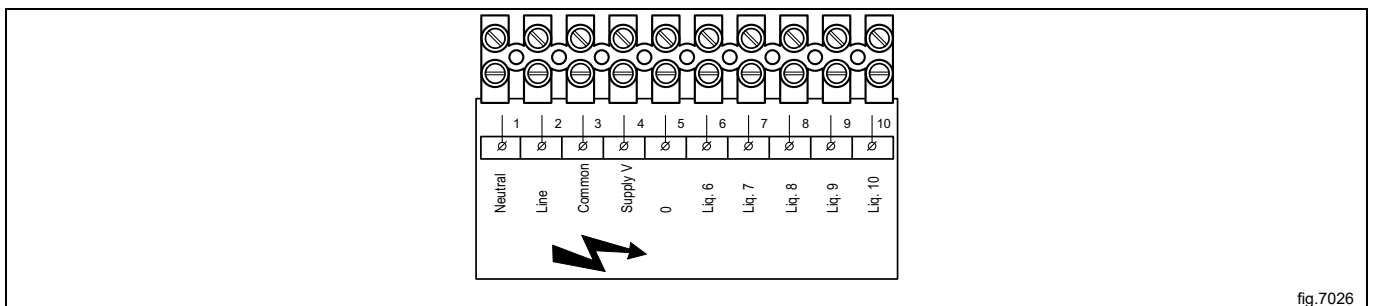 1 2 3 4 5 6 7 8 9 10
Neutral
Line
Common
Supply V
0
Liq. 6
Liq. 7
Liq. 8
Liq. 9
Liq. 10
fig.7026